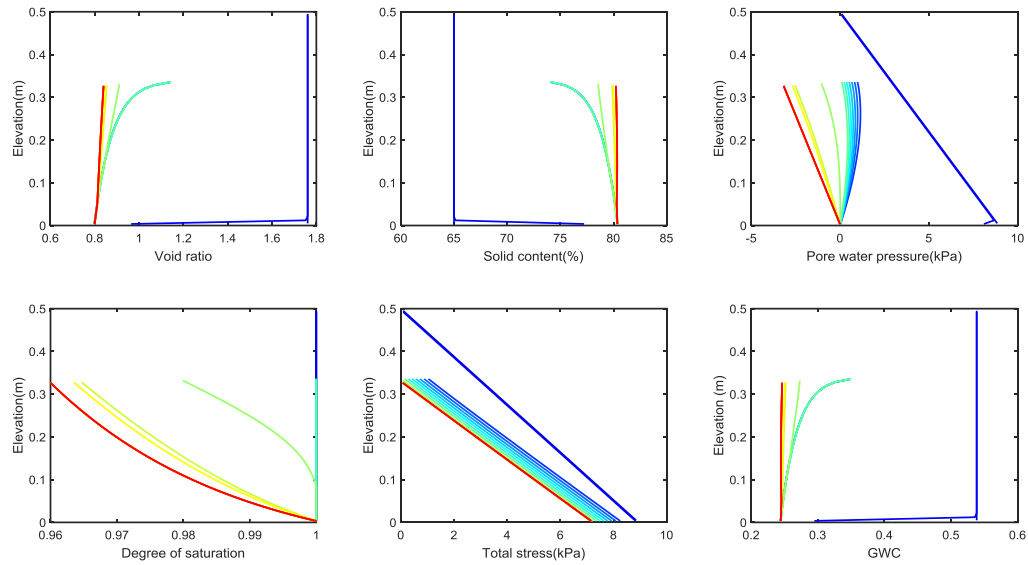 0.5
0.4
0.3
0.2
0.1
0
Elevation(m)
0.6 0.8 1 1.2 1.4 1.6 1.8
Void ratio
0.5
0.4
0.3
0.2
0.1
0
Elevation(m)
60 65 70 75 80 85
Solid content(%)
0.5
0.4
0.3
0.2
0.1
0
Elevation(m)
-5 0 5 10
Pore water pressure(kPa)
0.5
0.4
0.3
0.2
0.1
0
Elevation(m)
0.96 0.97 0.98 0.99 1
Degree of saturation
0.5
0.4
0.3
0.2
0.1
0
Elevation(m)
0 2 4 6 8 10
Total stress(kPa)
0.5
0.4
0.3
0.2
0.1
0
Elevation (m)
0.2 0.3 0.4 0.5 0.6
GWC